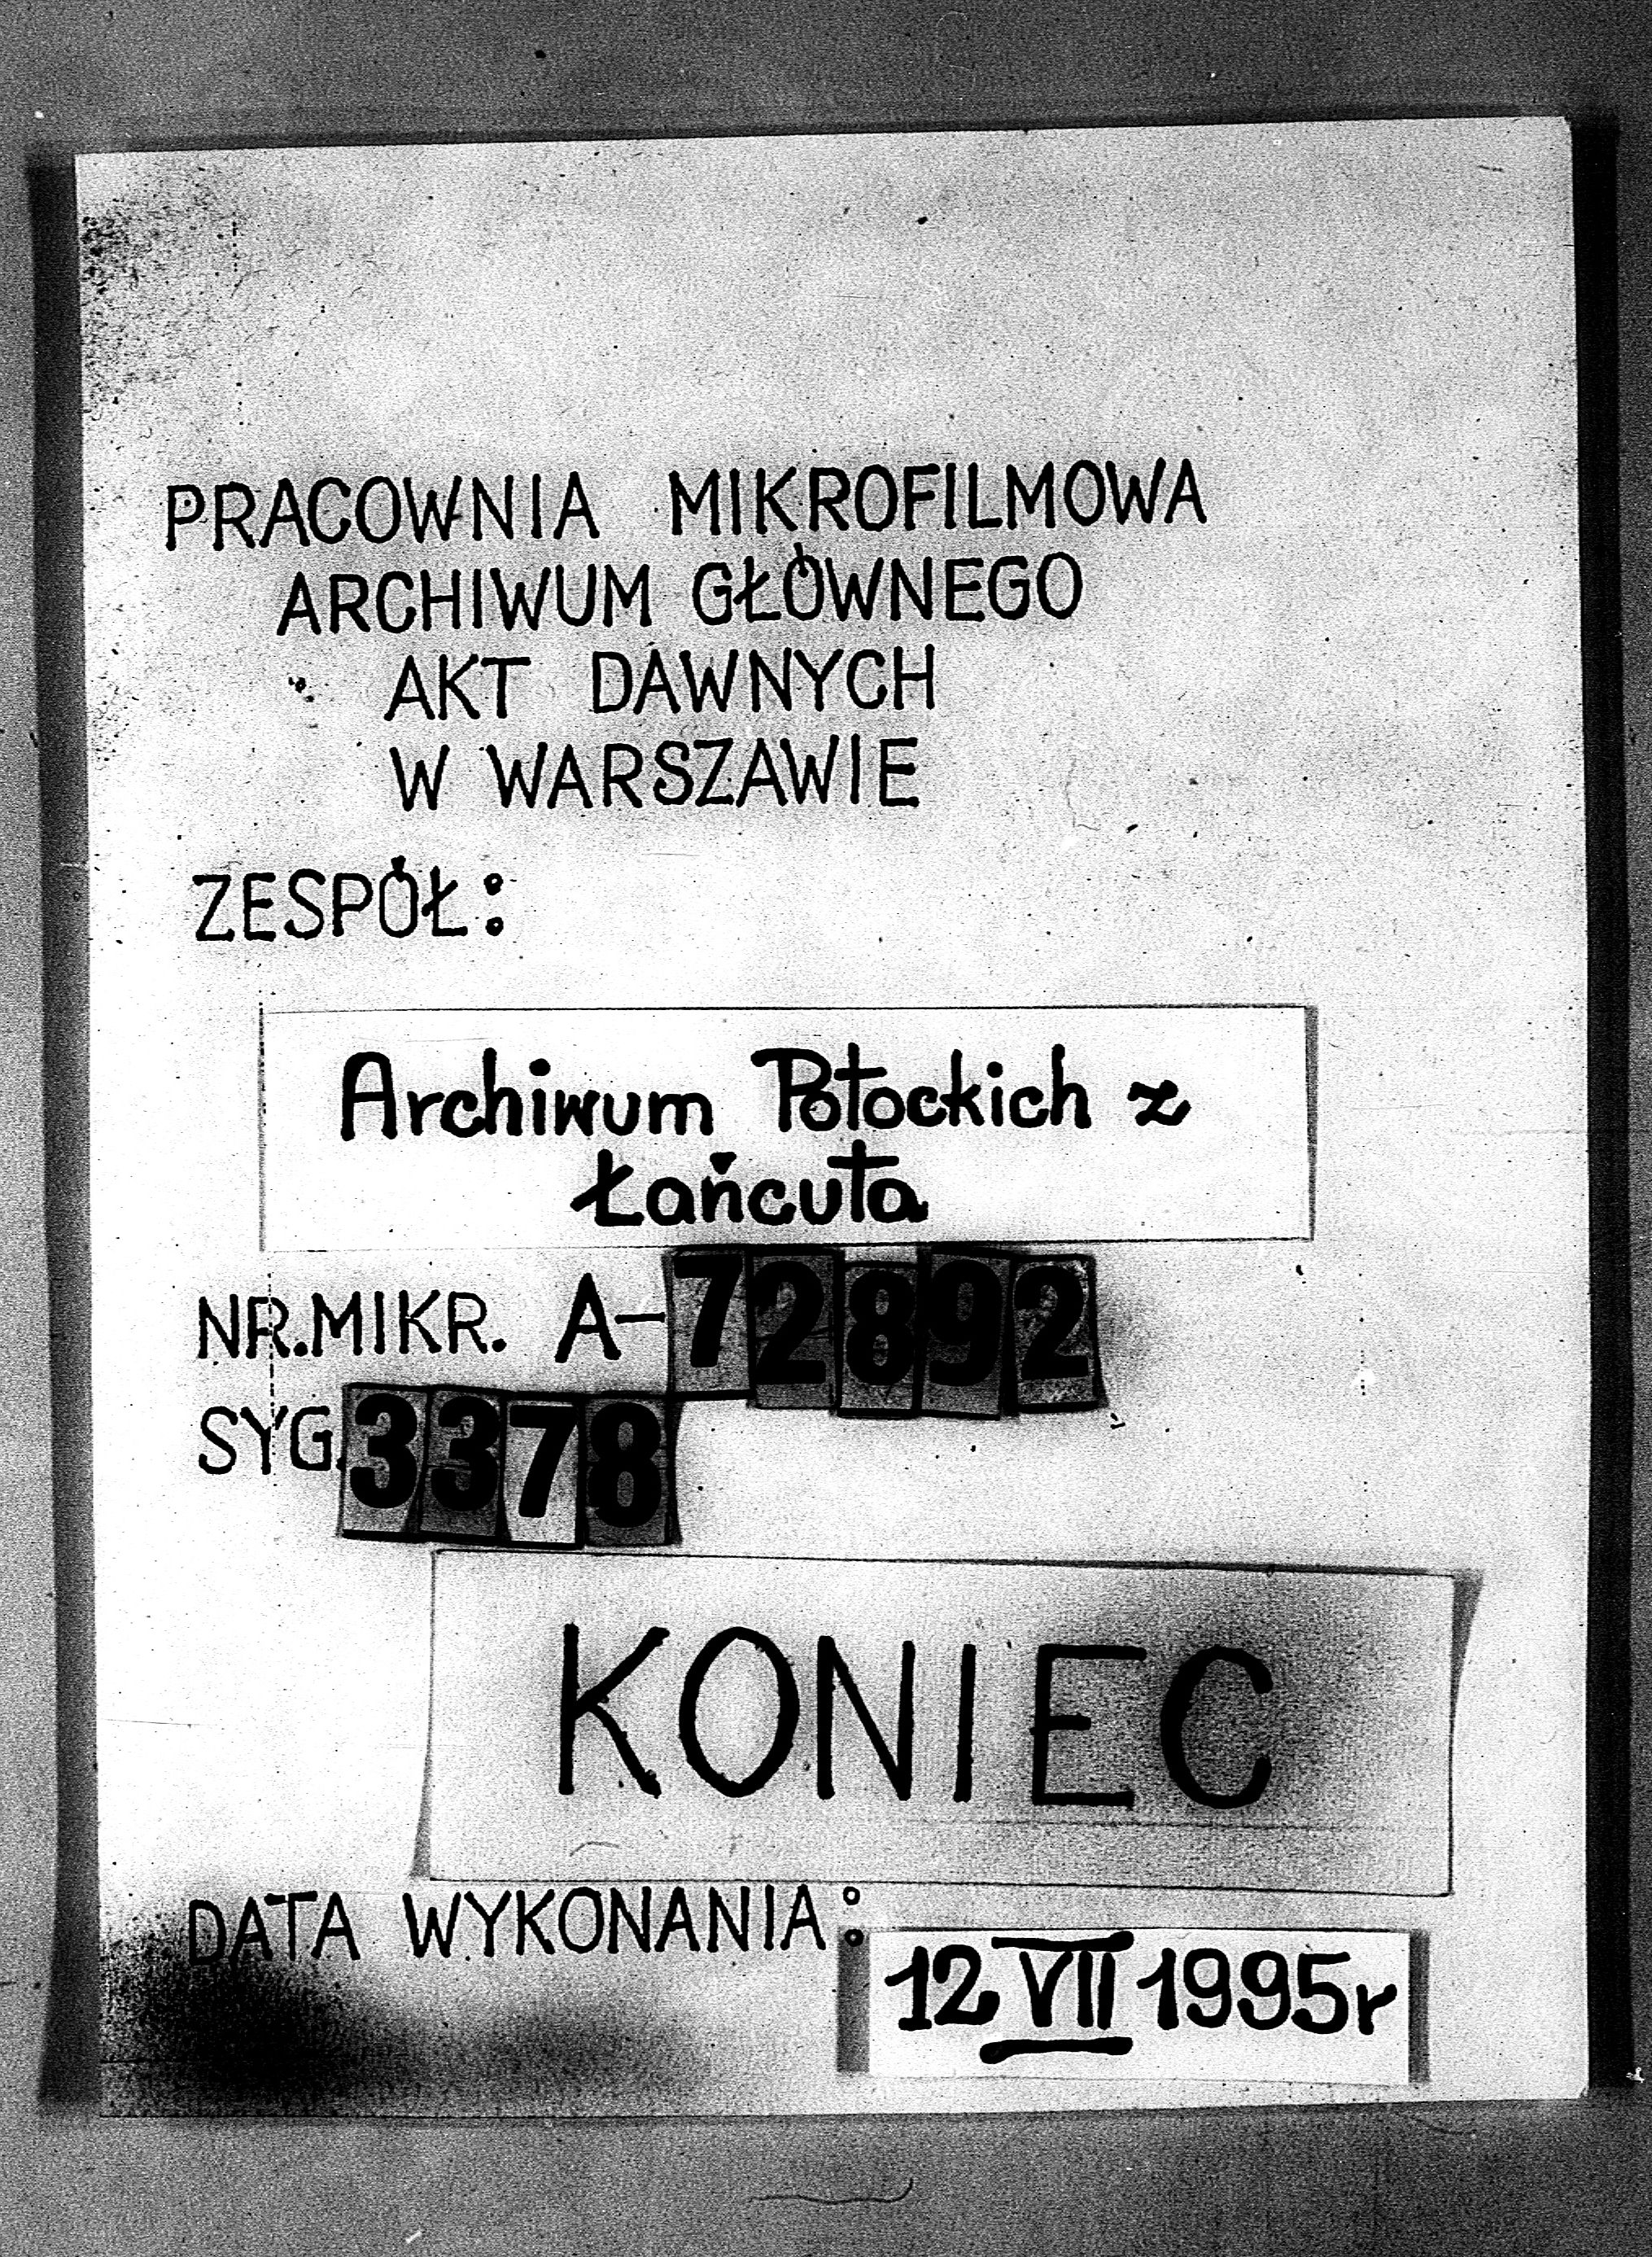 PRACOWNIA MIKROFILMOWA
ARCHIWUM GŁÓWNEGO
AKT DAWNYCH
W WARSZAWIE
ZESPÓŁ:
Archiwum Potockich z
Łańcuta
NR.MIKR. A-72892
SYG.3378
KONIEC
DATA WYKONANIA:
12 VII 1995r